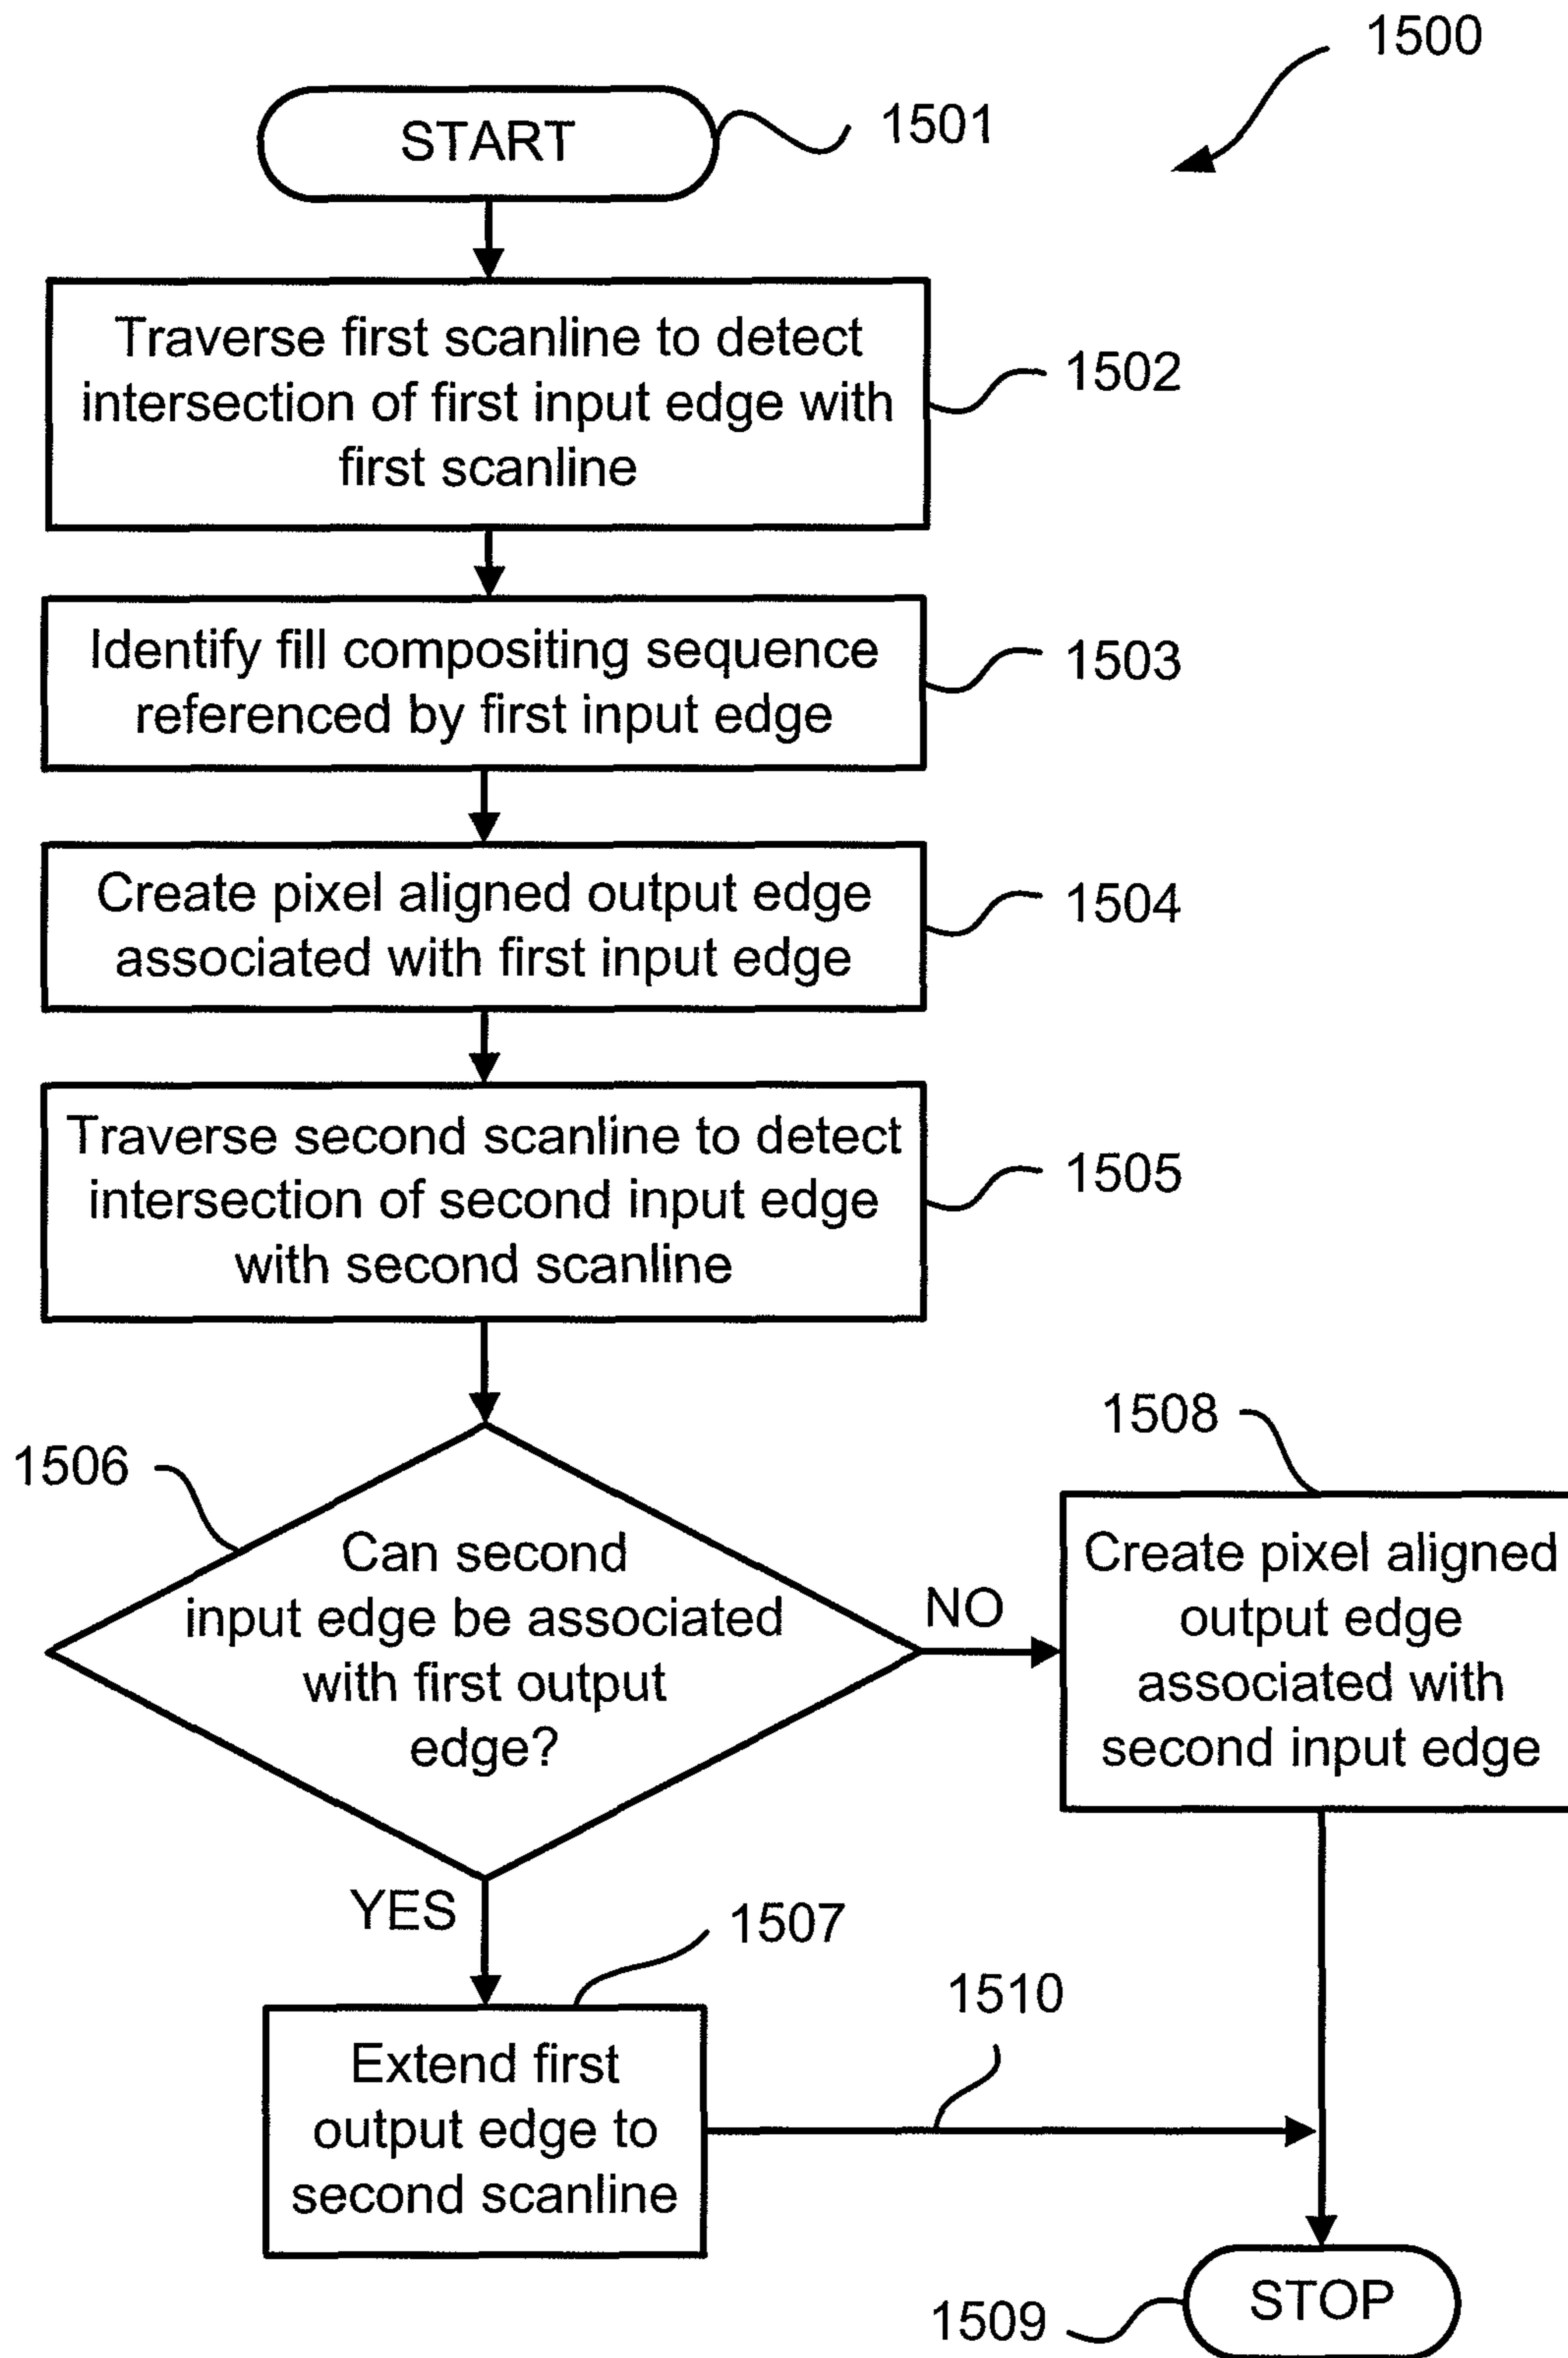 1500
START
1501
Traverse first scanline to detect
intersection of first input edge with
first scanline
1502
Identify fill compositing sequence
referenced by first input edge
1503
Create pixel aligned output edge
associated with first input edge
1504
Traverse second scanline to detect
intersection of second input edge
with second scanline
1505
1506
Can second
input edge be associated
with first output
edge?
NO
1508
Create pixel aligned
output edge
associated with
second input edge
YES
1507
Extend first
output edge to
second scanline
1510
STOP
1509